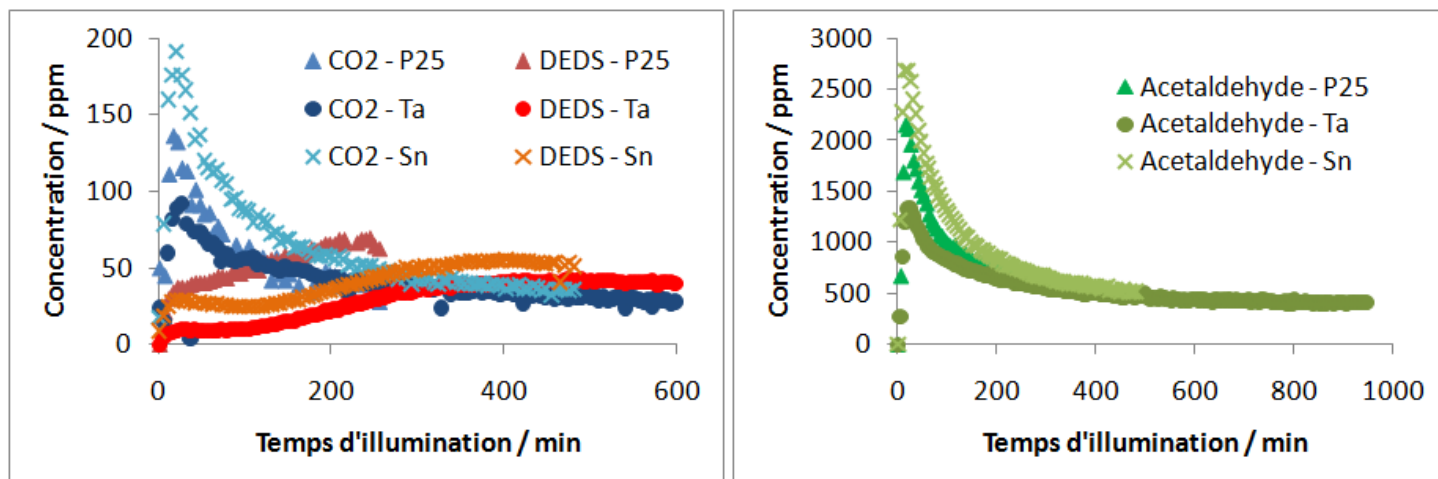 200
150
100
50
0
0 200 400 600
Concentration / ppm
Temps d'illumination / min
CO2 - P25 DEDS - P25
CO2 - Ta DEDS - Ta
CO2 - Sn DEDS - Sn
3000
2500
2000
1500
1000
500
0
0 200 400 600 800 1000
Concentration / ppm
Temps d'illumination / min
Acetaldehyde - P25
Acetaldehyde - Ta
Acetaldehyde - Sn